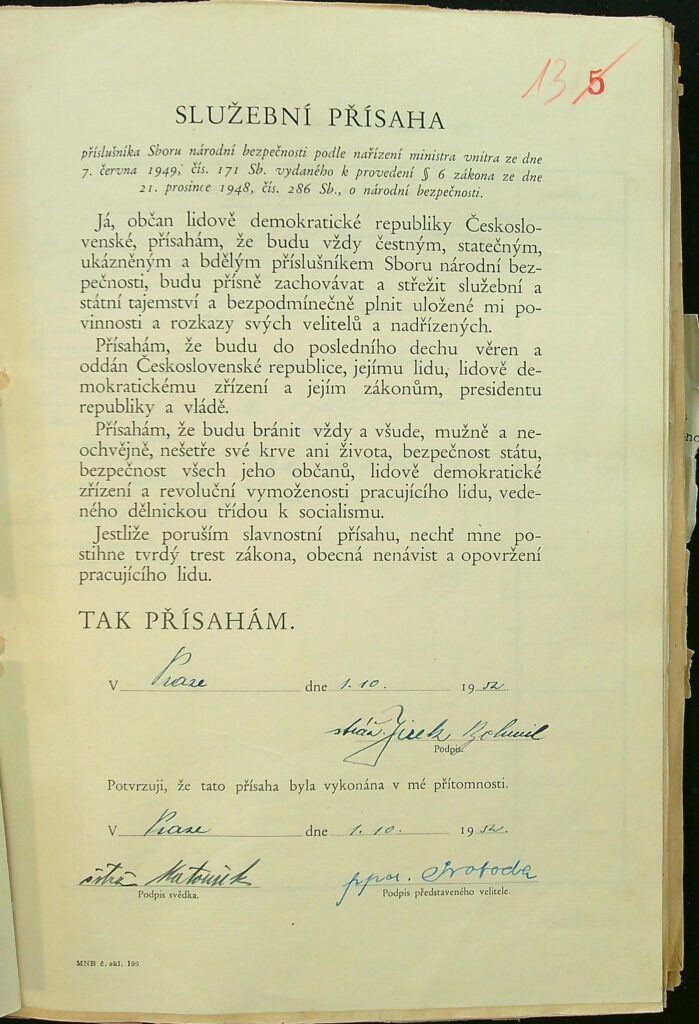 13 5
SLUŽEBNÍ PŘÍSAHA
příslušníka Sboru národní bezpečnosti podle nařízení ministra vnitra ze dne
7. června 1949, čís. 171 Sb. vydaného k provedení § 6 zákona ze dne
21. prosince 1948, čís. 286 Sb., o národní bezpečnosti.
Já, občan lidově demokratické republiky Českoslo-
venské, přísahám, že budu vždy čestným, statečným,
ukázněným a bdělým příslušníkem Sboru národní bez-
pečnosti, budu přísně zachovávat a střežit služební a
státní tajemství a bezpodmínečně plnit uložené mi po-
vinnosti a rozkazy svých velitelů a nadřízených.
Přísahám, že budu do posledního dechu věren a
oddán Československé republice, jejímu lidu, lidově de-
mokratickému zřízení a jejím zákonům, presidentu
republiky a vládě.
Přísahám, že budu bránit vždy a všude, mužně a ne-
ochvějně, nešetře své krve ani života, bezpečnost státu,
bezpečnost všech jeho občanů, lidově demokratické
zřízení a revoluční vymoženosti pracujícího lidu, vede-
ného dělnickou třídou k socialismu.
Jestliže poruším slavnostní přísahu, nechť mne po-
stihne tvrdý trest zákona, obecná nenávist a opovržení
pracujícího lidu.
TAK PŘÍSAHÁM.
V Praze dne 1. 10. 1952.
stráž. Jirek Bohumil
Podpis.
Potvrzuji, že tato přísaha byla vykonána v mé přítomnosti.
V Praze dne 1. 10. 1952.
ppor. Svoboda
Podpis svědka. Podpis představeného velitele.
MNB č. skl. 196